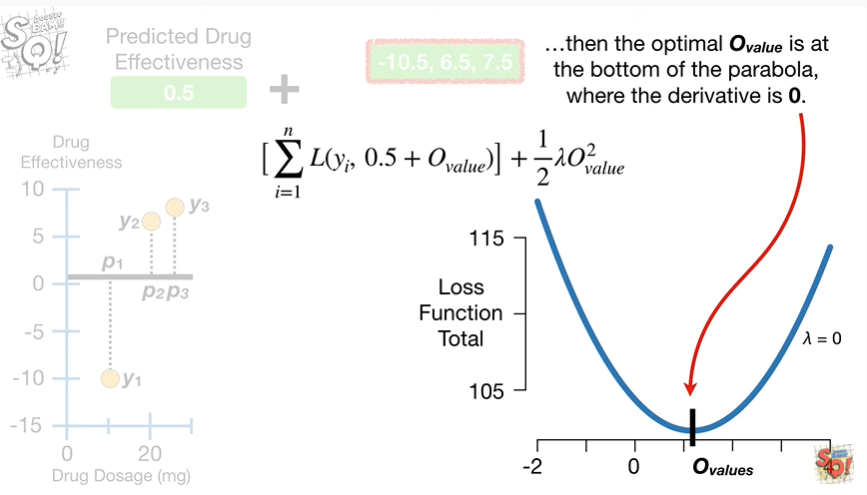 Predicted Drug
Effectiveness
0.5
+
-10.5, 6.5, 7.5
…then the optimal Ovalue is at
the bottom of the parabola,
where the derivative is 0.
[∑ᵢ₌₁ⁿ L(yᵢ, 0.5 + Ovalue)] + ½λO²value
Drug
Effectiveness
10
5
0
-5
-10
-15
y1
y2
y3
p1
p2
p3
0
20
Drug Dosage (mg)
115
105
Loss
Function
Total
λ = 0
-2
0
4
Ovalues
SQ!